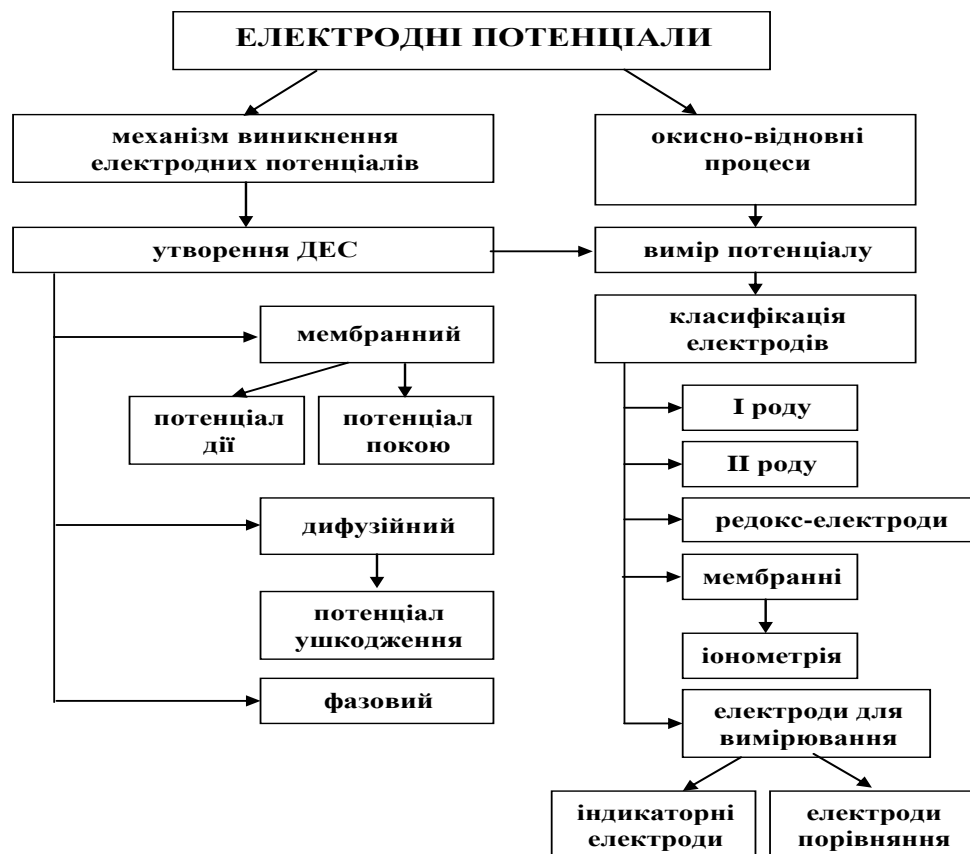 ЕЛЕКТРОДНІ ПОТЕНЦІАЛИ
механізм виникнення
електродних потенціалів
окисно-відновні
процеси
утворення ДЕС
вимір потенціалу
мембранний
класифікація
електродів
потенціал
дії
потенціал
покою
І роду
ІІ роду
дифузійний
редокс-електроди
мембранні
потенціал
ушкодження
іонометрія
фазовий
електроди для
вимірювання
індикаторні
електроди
електроди
порівняння